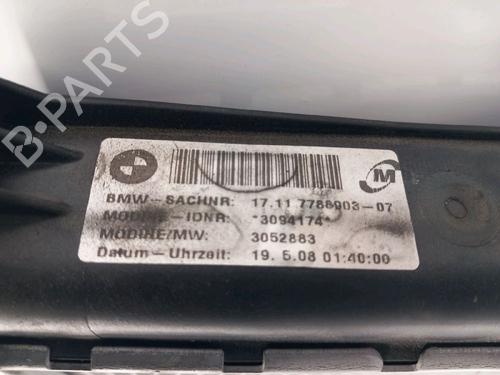 B-PARTS
BMW-SACHNR: 17.11 7788903-07
MODINE-IDNR: *3094174*
MODINE/MW: 3052883
Datum-Uhrzeit: 19. 5.08 01:40:00